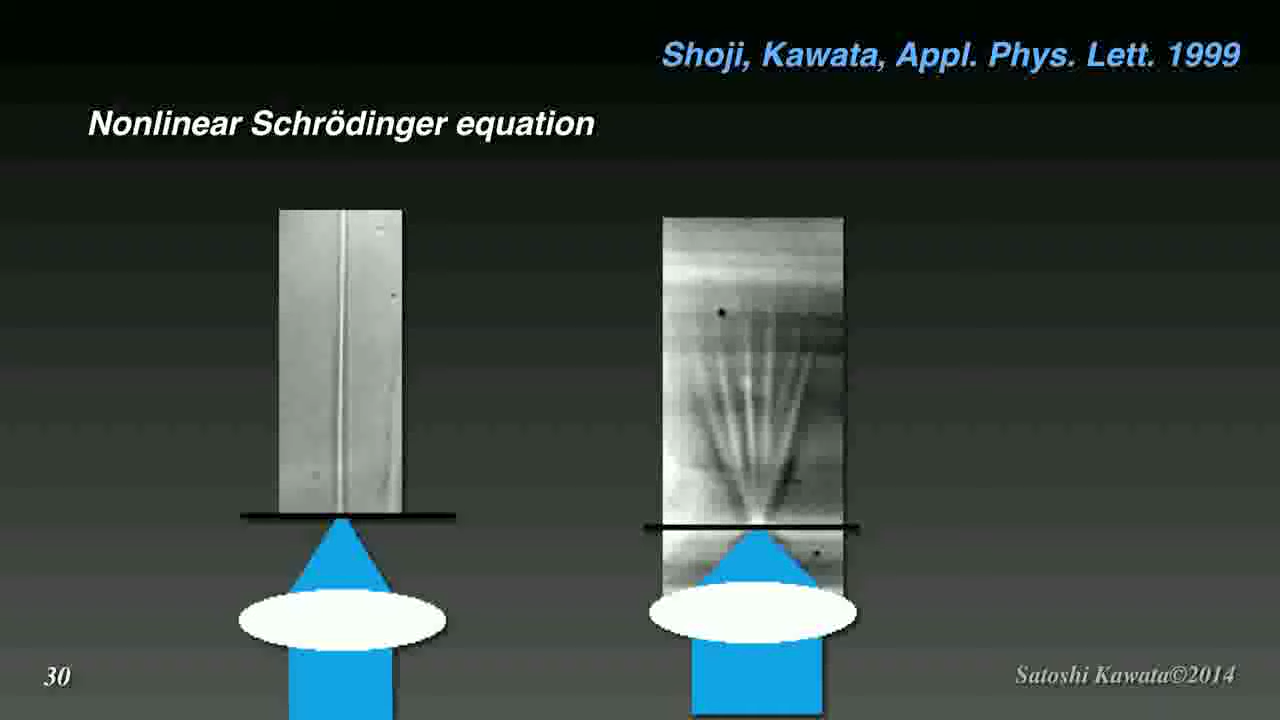 Shoji, Kawata, Appl. Phys. Lett. 1999
Nonlinear Schrödinger equation
30
Satoshi Kawata©2014